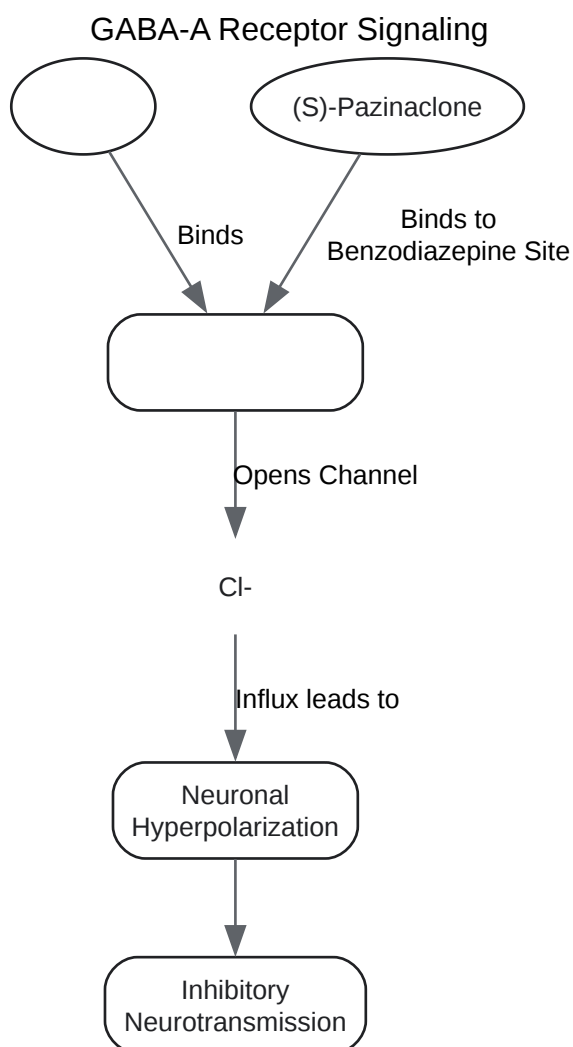 GABA-A Receptor Signaling
(S)-Pazinaclone
Binds
Binds to
Benzodiazepine Site
Opens Channel
Cl-
Influx leads to
Neuronal
Hyperpolarization
Inhibitory
Neurotransmission